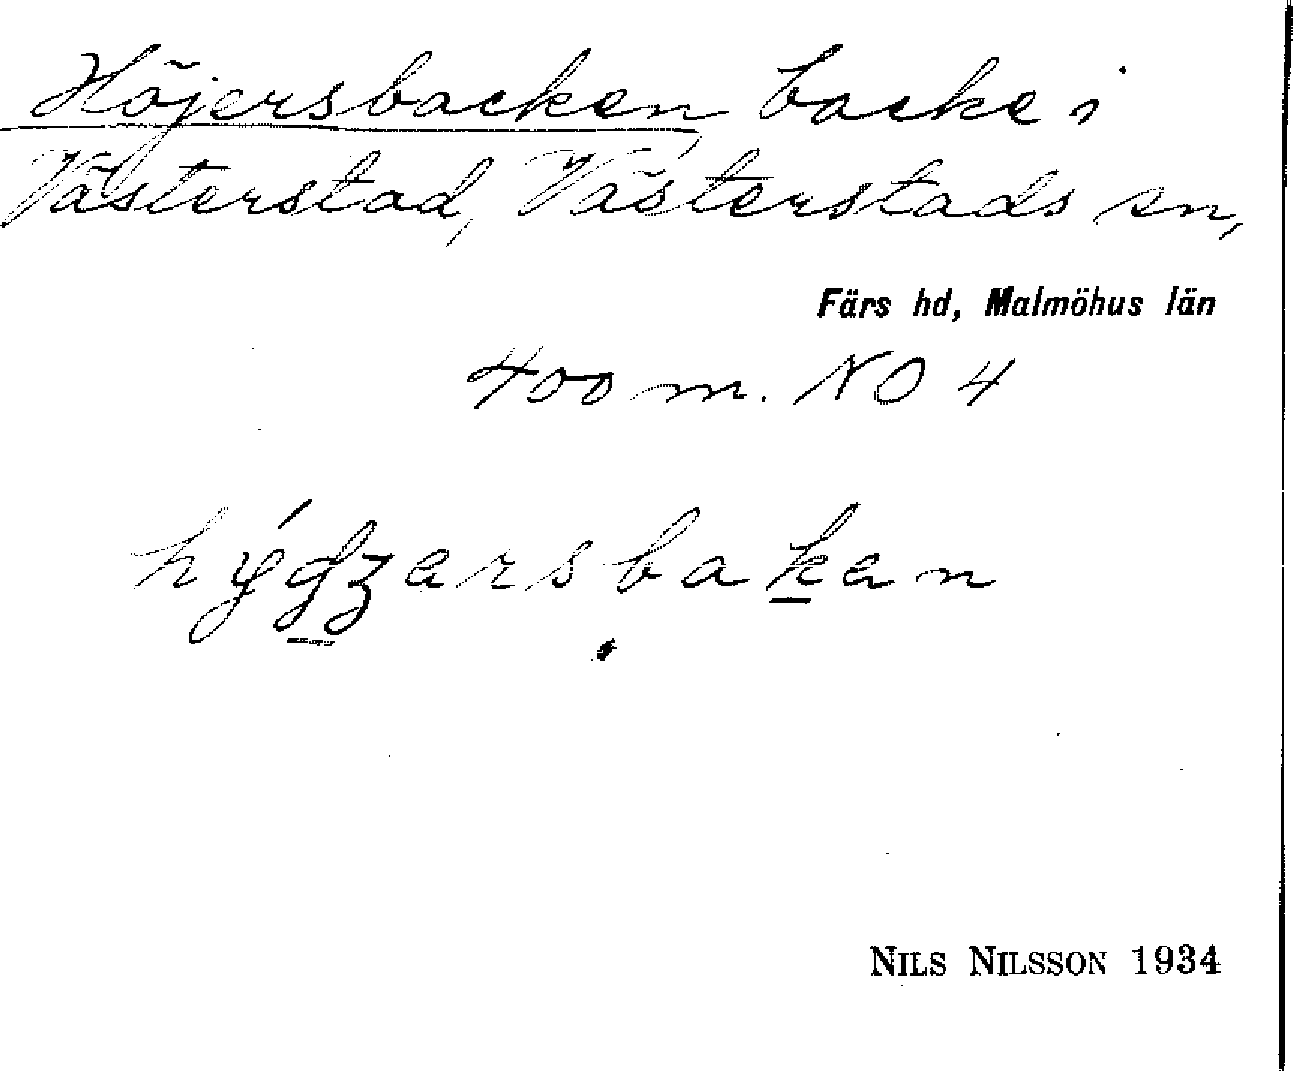 Höjersbacken, backe i
Västerstad, Västerstads sn,
Färs hd, Malmöhus län
400 m. NO 4
NILS NILSSON 1934